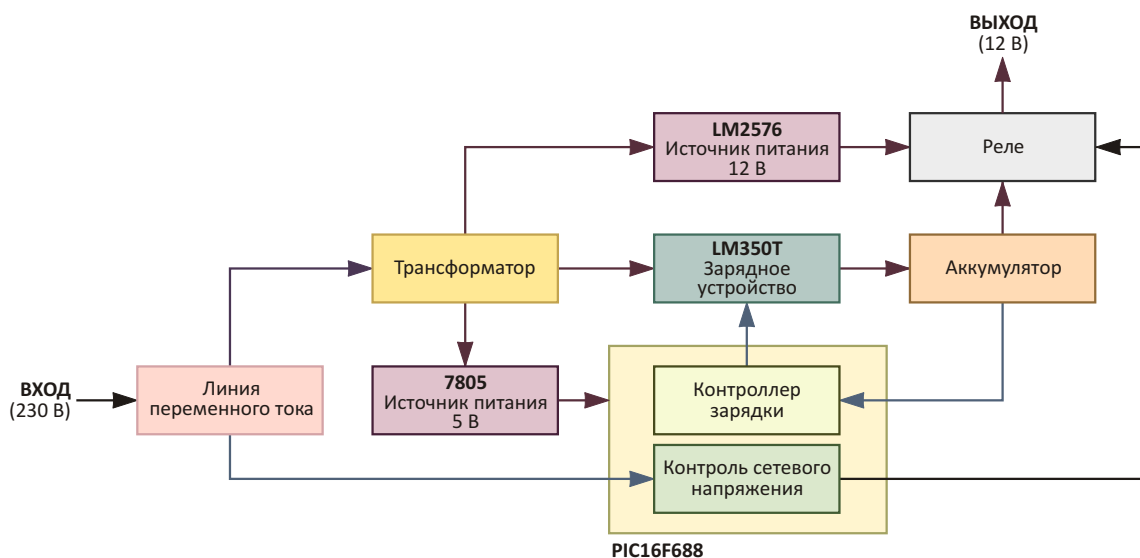 ВЫХОД
(12 В)
LM2576
Источник питания
12 В
Реле
Трансформатор
LM350T
Зарядное
устройство
Аккумулятор
ВХОД
(230 В)
Линия
переменного тока
7805
Источник питания
5 В
Контроллер
зарядки
Контроль сетевого
напряжения
PIC16F688